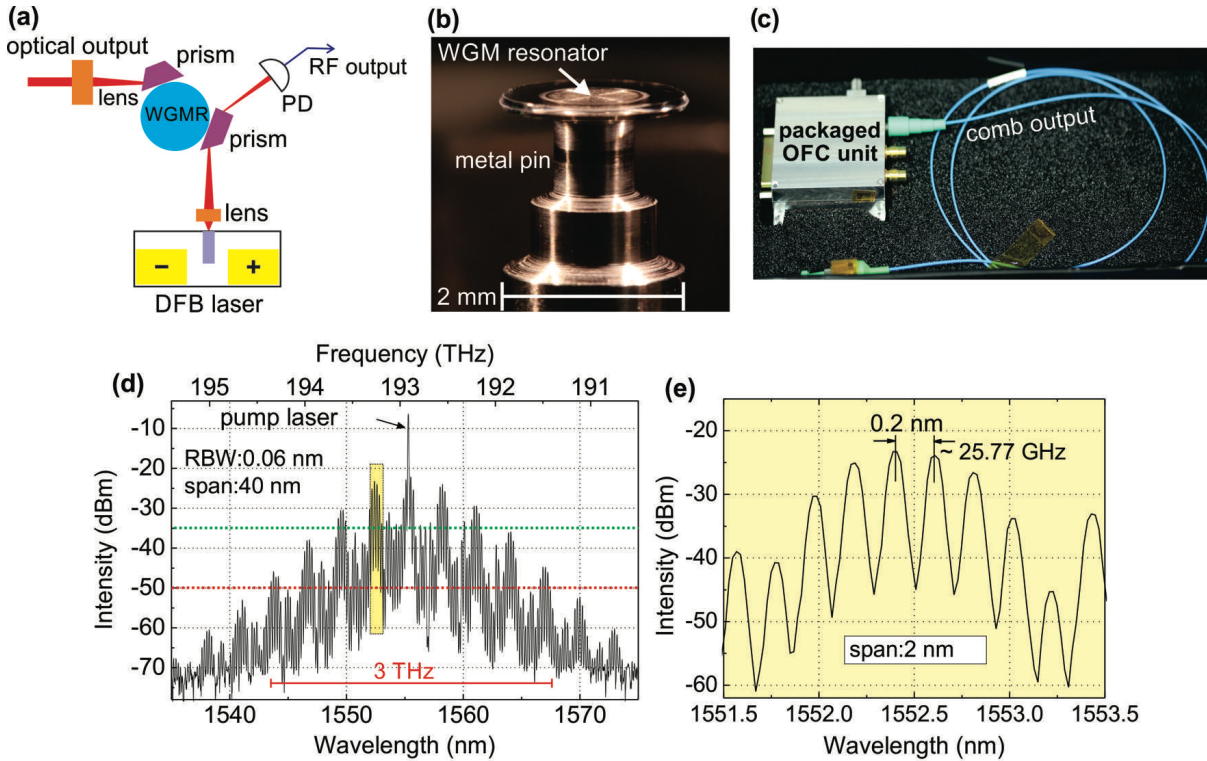 (a)
optical output
prism
lens
WGMR
prism
PD
RF output
lens
− +
DFB laser
(b)
WGM resonator
metal pin
2 mm
(c)
packaged
OFC unit
comb output
(d)
Frequency (THz)
195 194 193 192 191
pump laser
RBW:0.06 nm
span:40 nm
3 THz
-10
-20
-30
-40
-50
-60
-70
Intensity (dBm)
1540 1550 1560 1570
Wavelength (nm)
(e)
0.2 nm
~ 25.77 GHz
span:2 nm
-20
-30
-40
-50
-60
Intensity (dBm)
1551.5 1552.0 1552.5 1553.0 1553.5
Wavelength (nm)